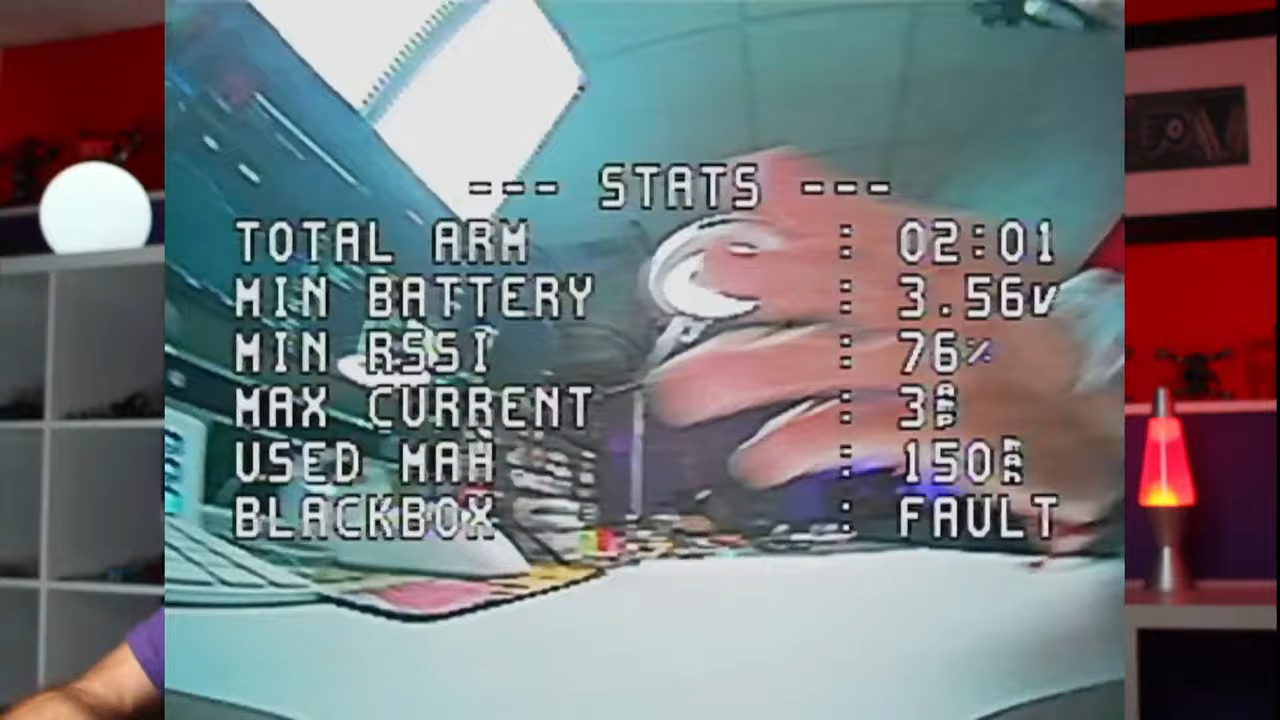 --- STATS ---
TOTAL ARM : 02:01
MIN BATTERY : 3.56V
MIN RSSI : 76%
MAX CURRENT : 3AMP
USED MAH : 150MAH
BLACKBOX : FAULT